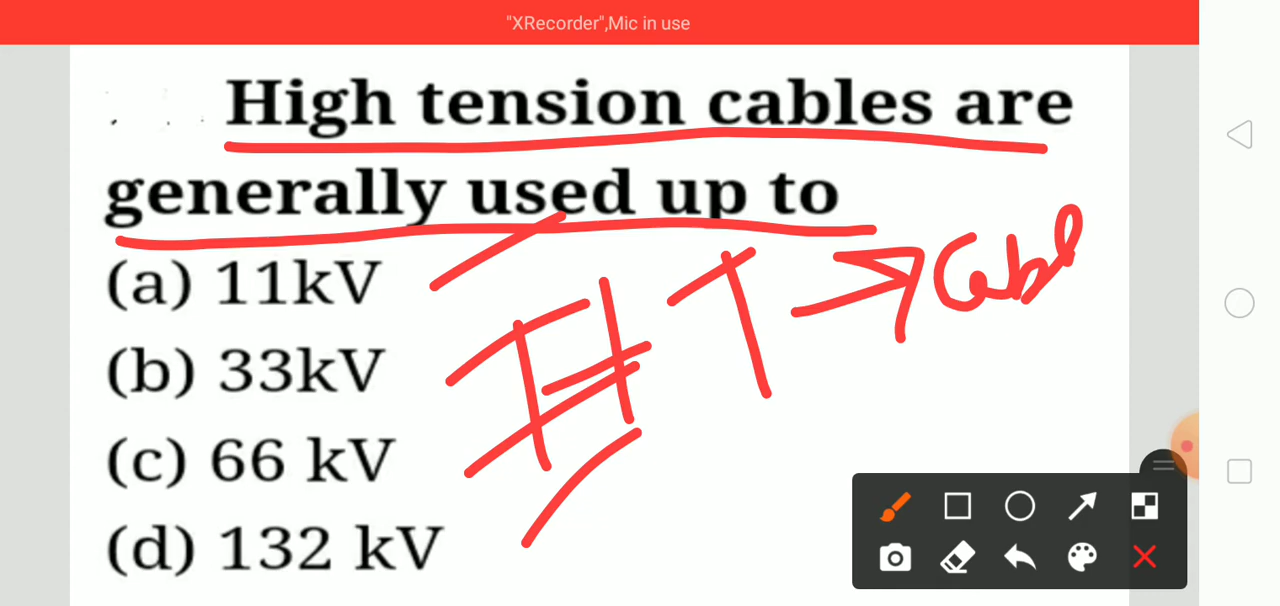 "XRecorder",Mic in use
High tension cables are
generally used up to
(a) 11kV
(b) 33kV
(c) 66 kV
(d) 132 kV
HT → Cabl